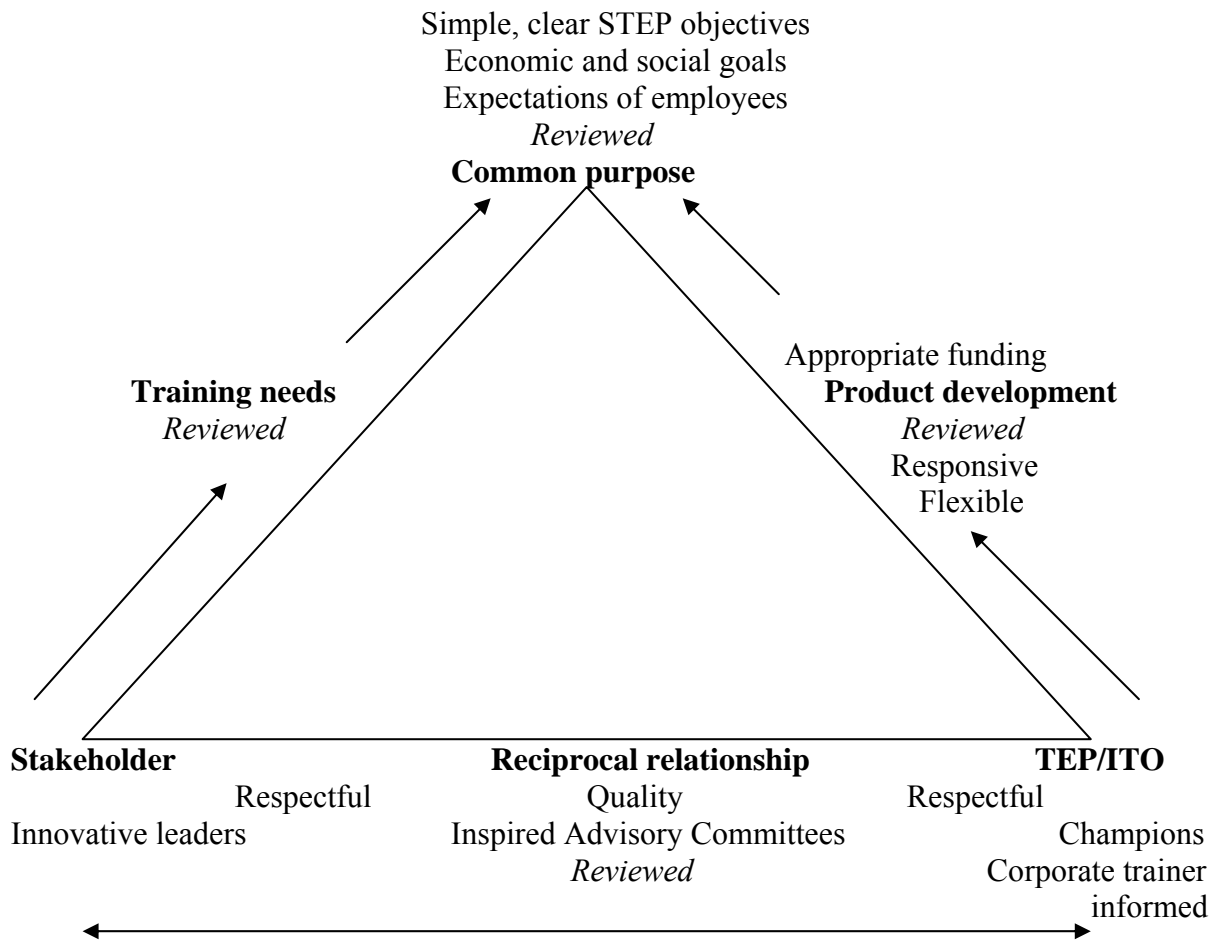 Simple, clear STEP objectives
Economic and social goals
Expectations of employees
Reviewed
Common purpose
Training needs
Reviewed
Appropriate funding
Product development
Reviewed
Responsive
Flexible
Stakeholder
Respectful
Innovative leaders
Reciprocal relationship
Quality
Inspired Advisory Committees
Reviewed
TEP/ITO
Respectful
Champions
Corporate trainer
informed